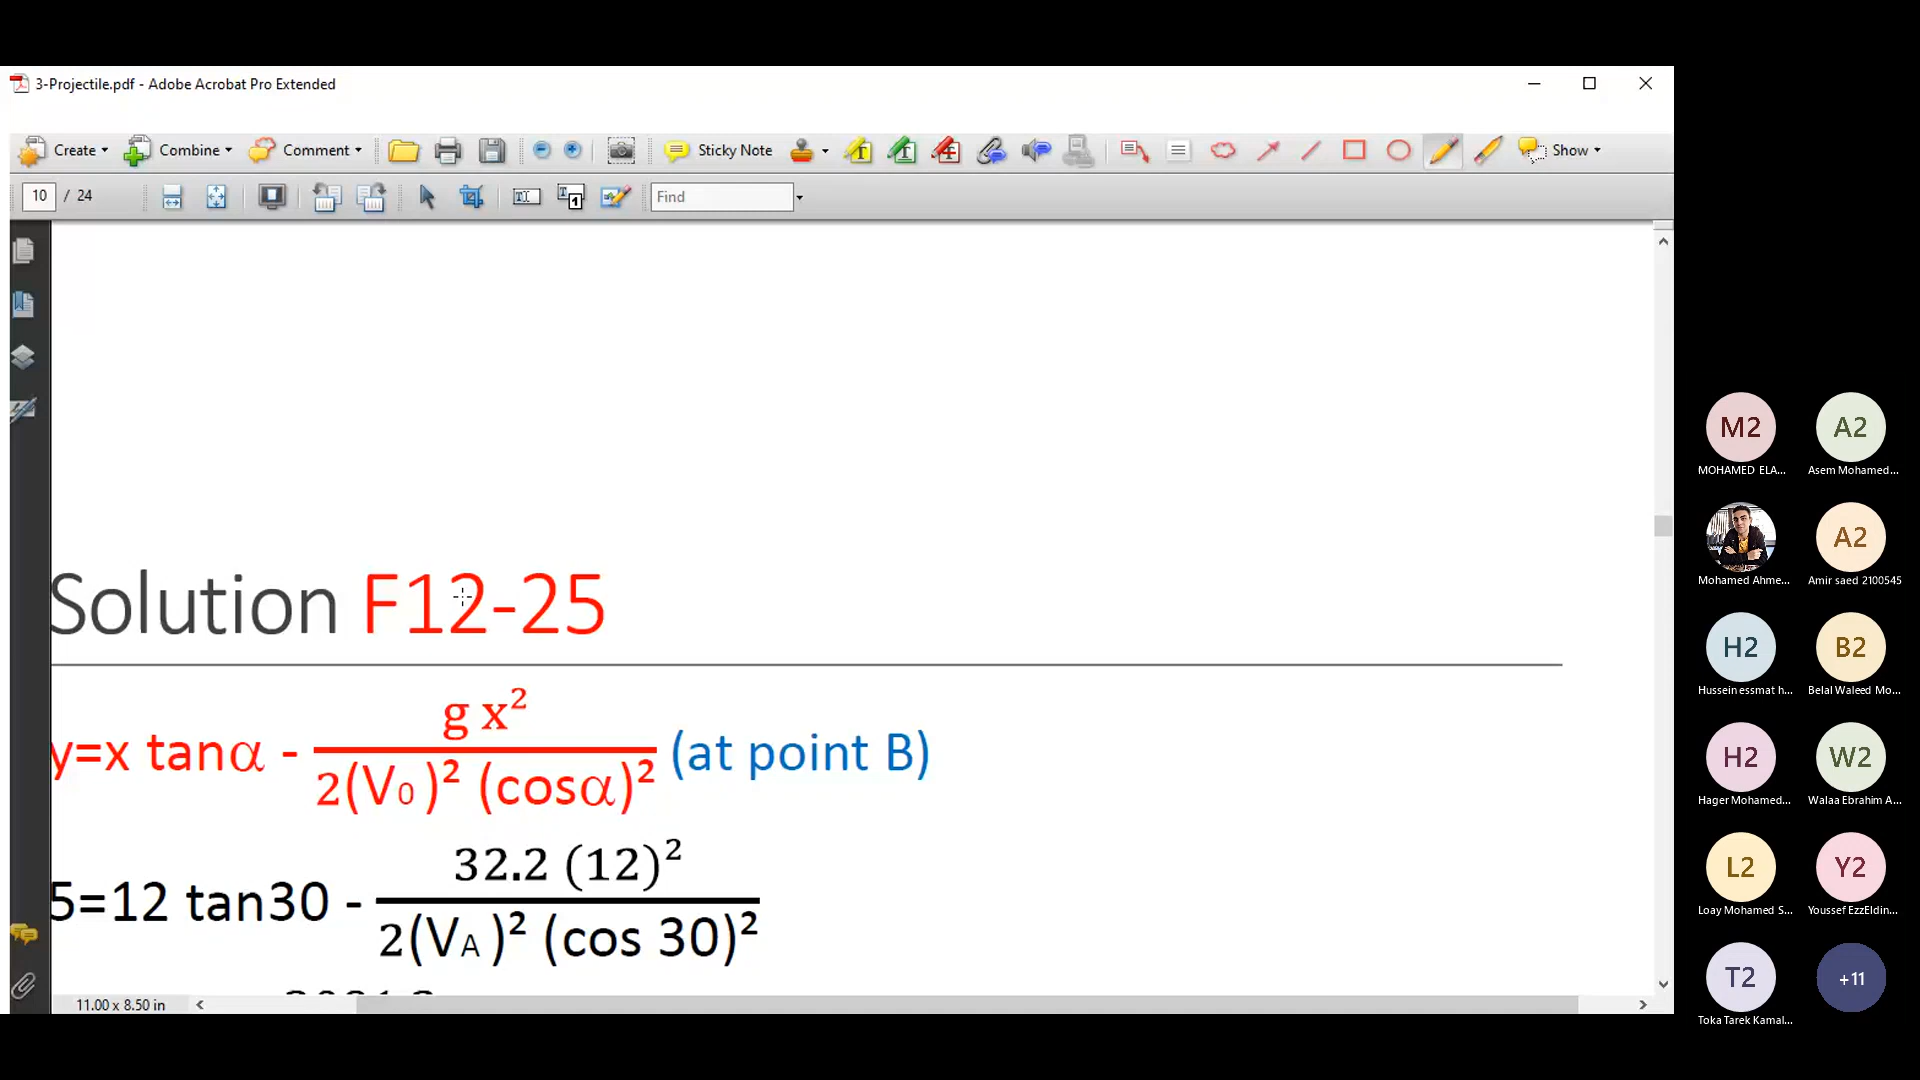 3-Projectile.pdf - Adobe Acrobat Pro Extended
Create Combine Comment Sticky Note Show
10 / 24 Find
Solution F12-25
y=x tanα - g x² / 2(V₀)² (cosα)² (at point B)
5=12 tan30 - 32.2 (12)² / 2(VA)² (cos 30)²
11.00 x 8.50 in
M2 A2
MOHAMED ELA... Asem Mohamed...
A2
Mohamed Ahme... Amir saed 2100545
H2 B2
Hussein essmat h... Belal Waleed Mo...
H2 W2
Hager Mohamed... Walaa Ebrahim A...
L2 Y2
Loay Mohamed S... Youssef EzzEldin...
T2 +11
Toka Tarek Kamal...